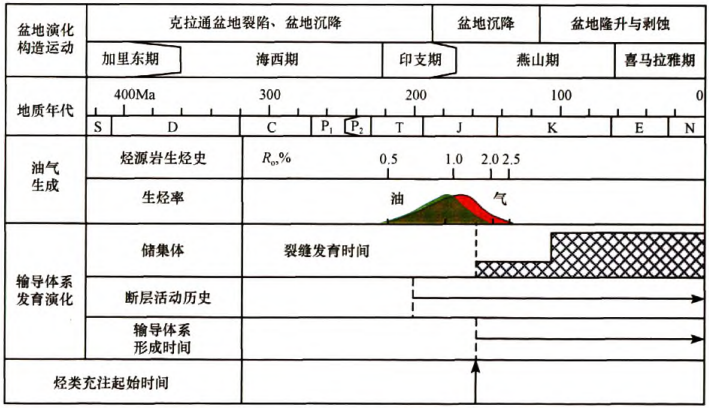 盆地演化
构造运动
克拉通盆地裂陷、盆地沉降
盆地沉降
盆地隆升与剥蚀
加里东期
海西期
印支期
燕山期
喜马拉雅期
地质年代
400Ma
300
200
100
0
S
D
C
P₁
P₂
T
J
K
E
N
油气
生成
烃源岩生烃史
Rₒ,%
0.5
1.0
2.0
2.5
生烃率
油
气
输导体系
发育演化
储集体
裂缝发育时间
断层活动历史
输导体系
形成时间
烃类充注起始时间